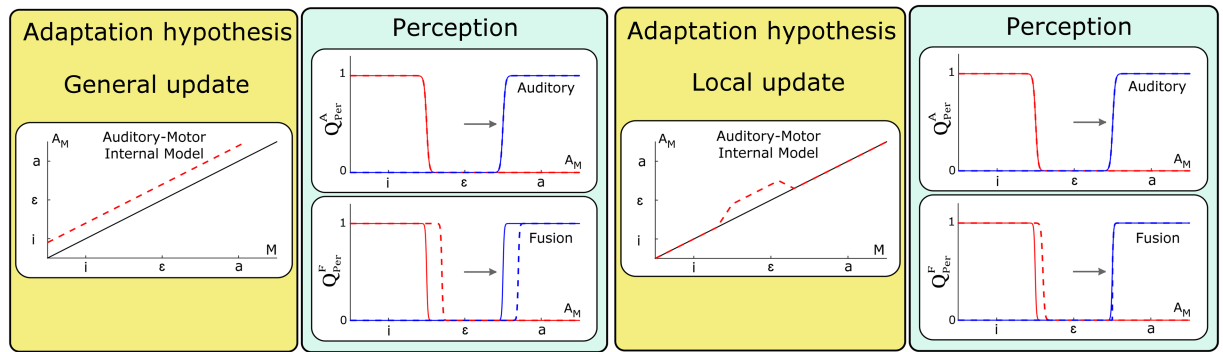 Adaptation hypothesis
General update
A_M
Auditory-Motor
Internal Model
a
ε
i
i ε a
M
Perception
Q^A_Per
1
0
Auditory
A_M
i ε a
Q^F_Per
1
0
Fusion
A_M
i ε a
Adaptation hypothesis
Local update
A_M
Auditory-Motor
Internal Model
a
ε
i
i ε a
M
Perception
Q^A_Per
1
0
Auditory
A_M
i ε a
Q^F_Per
1
0
Fusion
A_M
i ε a